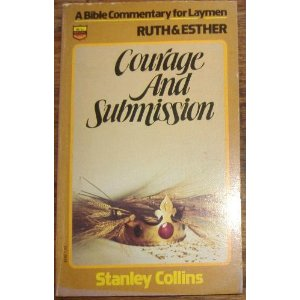 A Bible Commentary for Laymen
RUTH & ESTHER
Courage
And
Submission
Stanley Collins